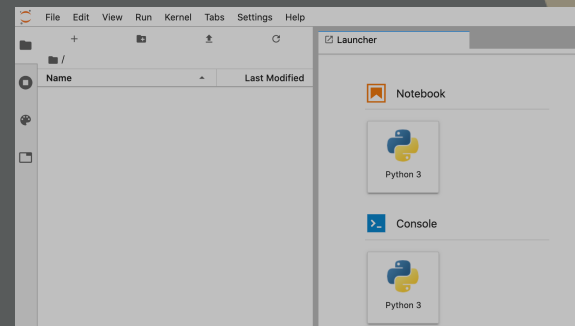 File Edit View Run Kernel Tabs Settings Help
Launcher
/
Name Last Modified
Notebook
Python 3
Console
Python 3